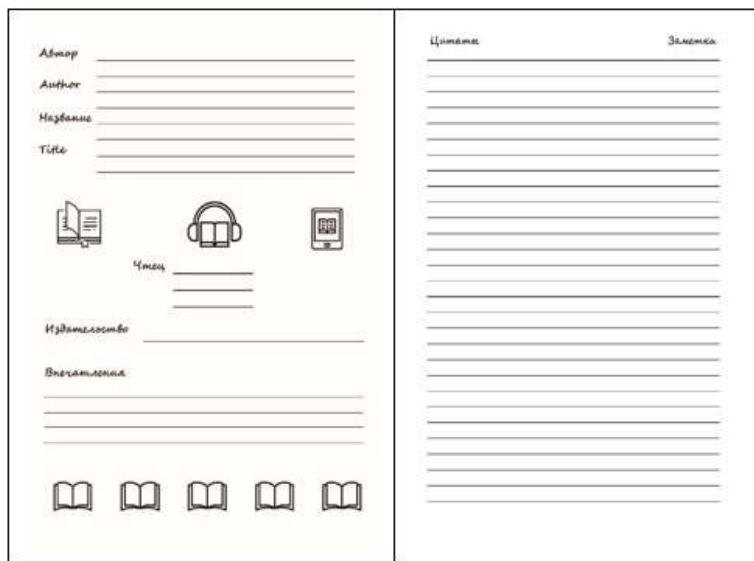 Автор
Author
Название
Title
Чтец
Издательство
Впечатления
Цитаты Заметки